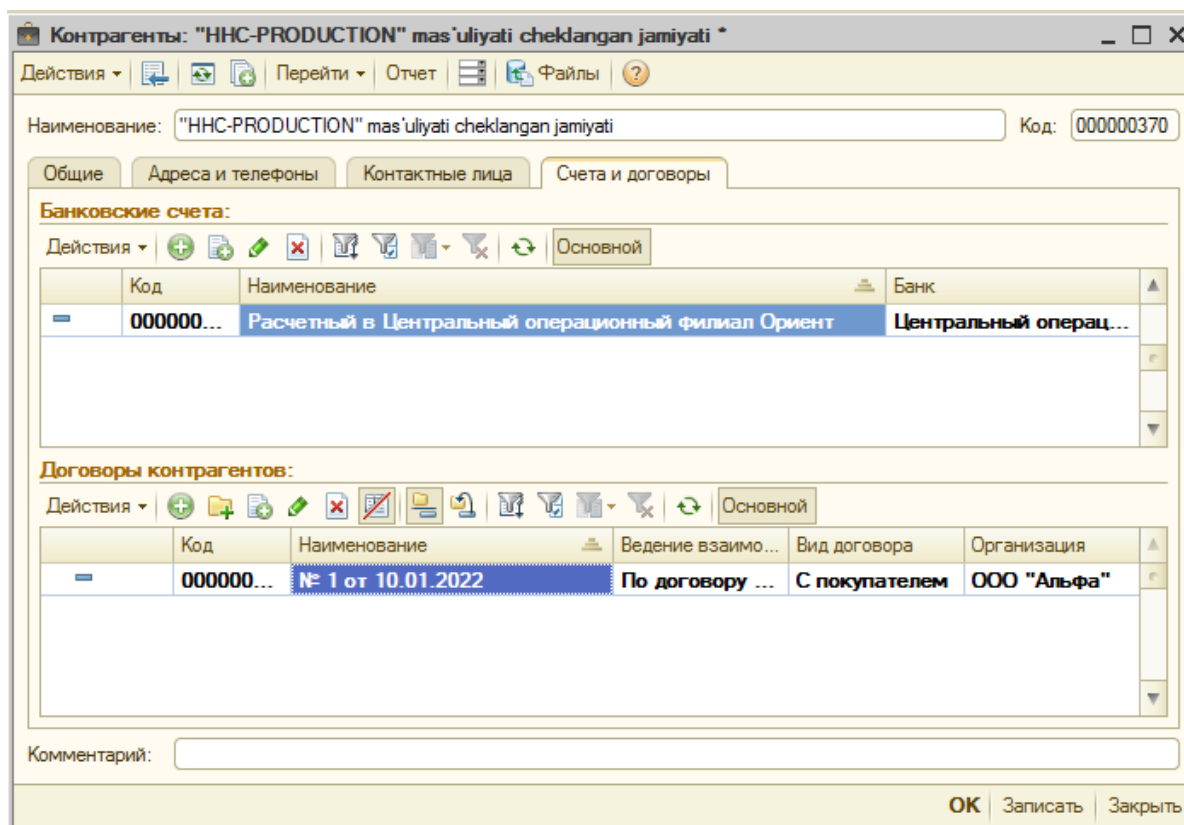 Контрагенты: "HHC-PRODUCTION" mas'uliyati cheklangan jamiyati *
Действия Перейти Отчет Файлы
Наименование: "HHC-PRODUCTION" mas'uliyati cheklangan jamiyati Код: 000000370
Общие Адреса и телефоны Контактные лица Счета и договоры
Банковские счета:
Действия Основной
Код Наименование Банк
000000... Расчетный в Центральный операционный филиал Ориент Центральный операц...
Договоры контрагентов:
Действия Основной
Код Наименование Ведение взаимо... Вид договора Организация
000000... № 1 от 10.01.2022 По договору ... С покупателем ООО "Альфа"
Комментарий:
OK Записать Закрыть